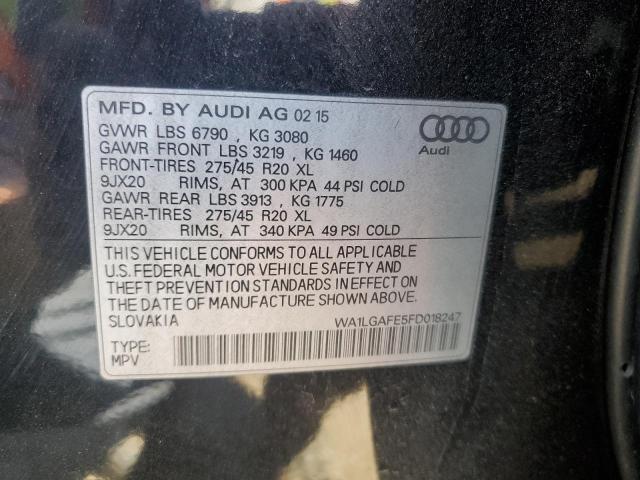 MFD. BY AUDI AG 02 15
GVWR LBS 6790 , KG 3080
GAWR FRONT LBS 3219 , KG 1460
FRONT-TIRES 275/45 R20 XL
9JX20 RIMS, AT 300 KPA 44 PSI COLD
GAWR REAR LBS 3913 , KG 1775
REAR-TIRES 275/45 R20 XL
9JX20 RIMS, AT 340 KPA 49 PSI COLD
Audi
THIS VEHICLE CONFORMS TO ALL APPLICABLE
U.S. FEDERAL MOTOR VEHICLE SAFETY AND
THEFT PREVENTION STANDARDS IN EFFECT ON
THE DATE OF MANUFACTURE SHOWN ABOVE.
SLOVAKIA WA1LGAFE5FD018247
TYPE:
MPV